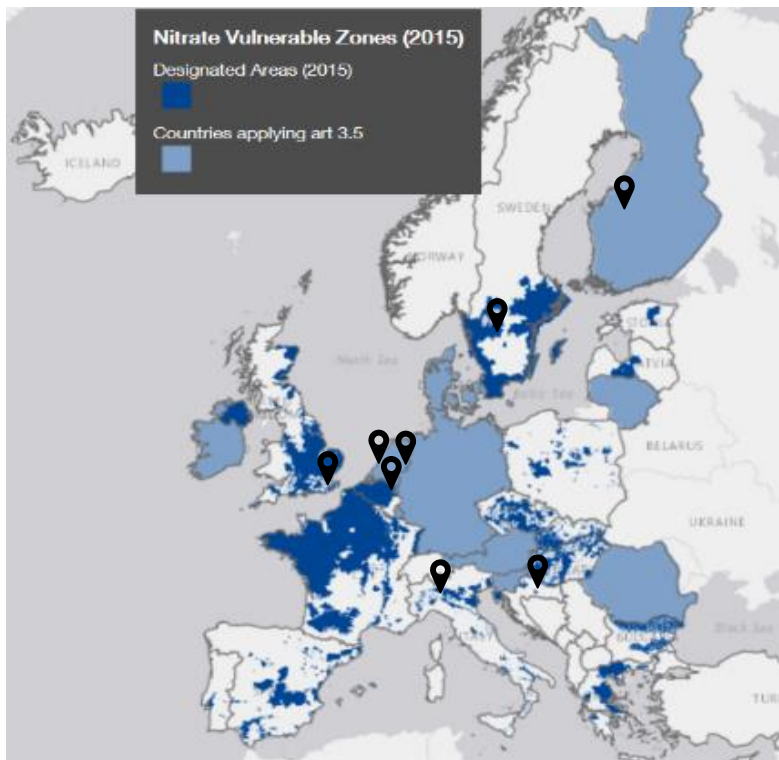 Nitrate Vulnerable Zones (2015)
Designated Areas (2015)
Countries applying art 3.5
ICELAND
SWEDEN
NORWAY
North Sea
Baltic Sea
BELARUS
UKRAINE
Black Sea